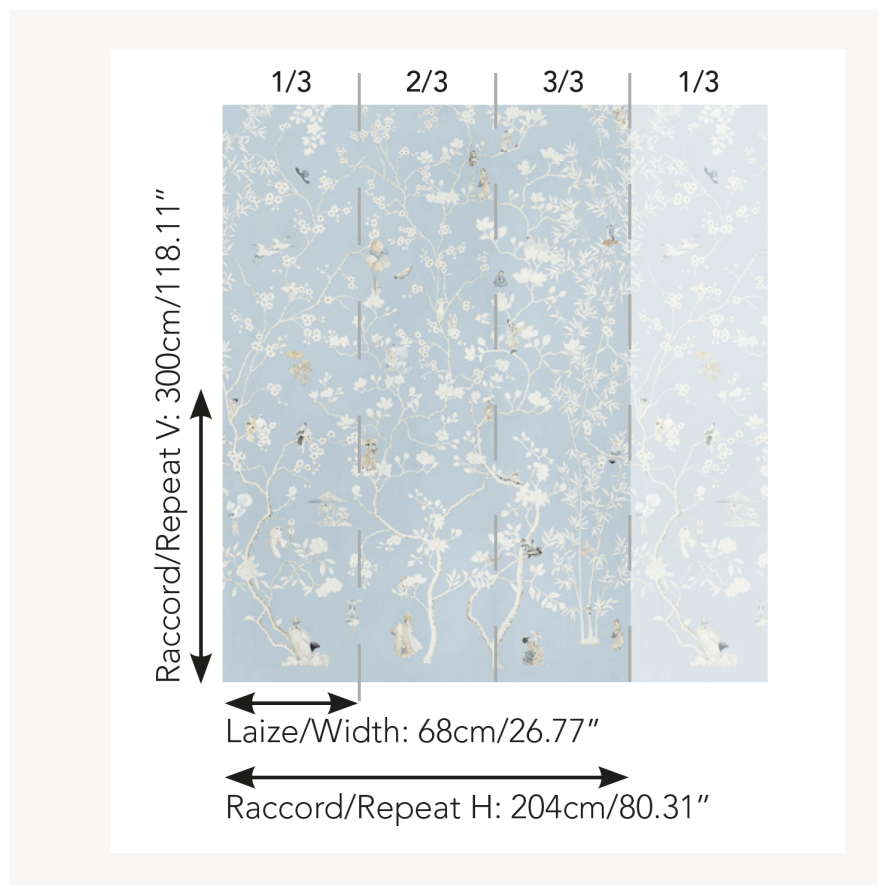 1/3 2/3 3/3 1/3
Raccord/Repeat V: 300cm/118.11”
Laize/Width: 68cm/26.77”
Raccord/Repeat H: 204cm/80.31”